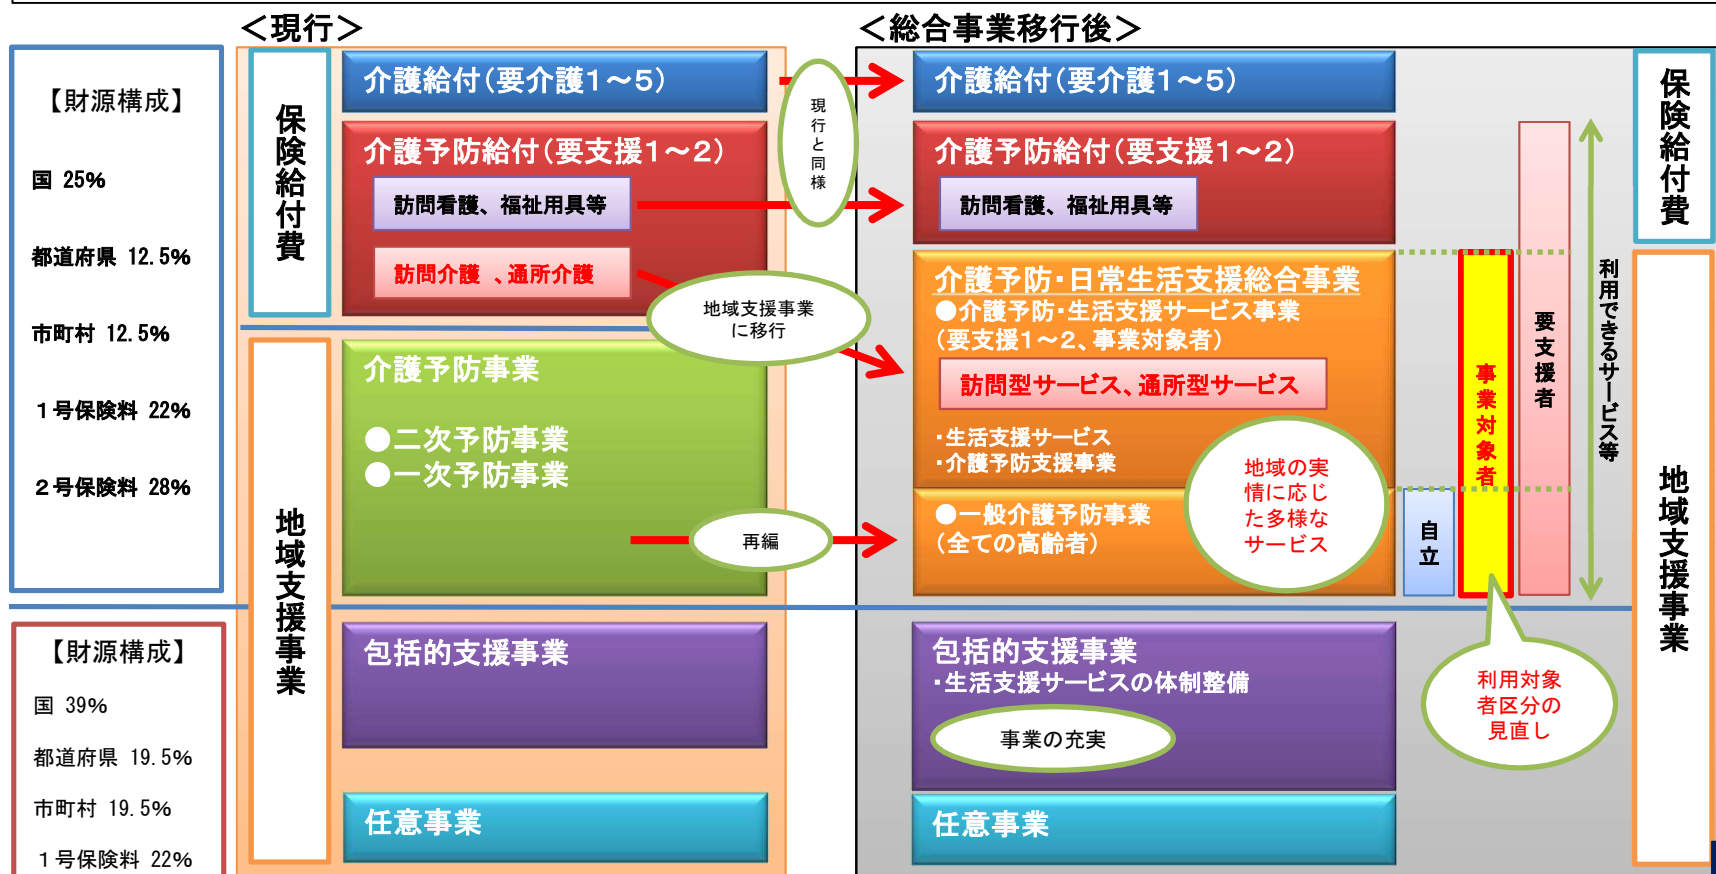 ＜現行＞
＜総合事業移行後＞
【財源構成】
国 25%
都道府県 12.5%
市町村 12.5%
１号保険料 22%
２号保険料 28%
【財源構成】
国 39%
都道府県 19.5%
市町村 19.5%
１号保険料 22%
保険給付費
地域支援事業
介護給付（要介護１～５）
介護予防給付（要支援１～２）
訪問看護、福祉用具等
訪問介護 、通所介護
介護予防事業
●二次予防事業
●一次予防事業
包括的支援事業
任意事業
現行と同様
地域支援事業
に移行
再編
介護給付（要介護１～５）
介護予防給付（要支援１～２）
訪問看護、福祉用具等
介護予防・日常生活支援総合事業
●介護予防・生活支援サービス事業
（要支援１～２、事業対象者）
訪問型サービス、通所型サービス
・生活支援サービス
・介護予防支援事業
●一般介護予防事業
（全ての高齢者）
地域の実
情に応じ
た多様な
サービス
包括的支援事業
・生活支援サービスの体制整備
事業の充実
任意事業
自立
事業対象者
要支援者
利用できるサービス等
利用対象
者区分の
見直し
保険給付費
地域支援事業